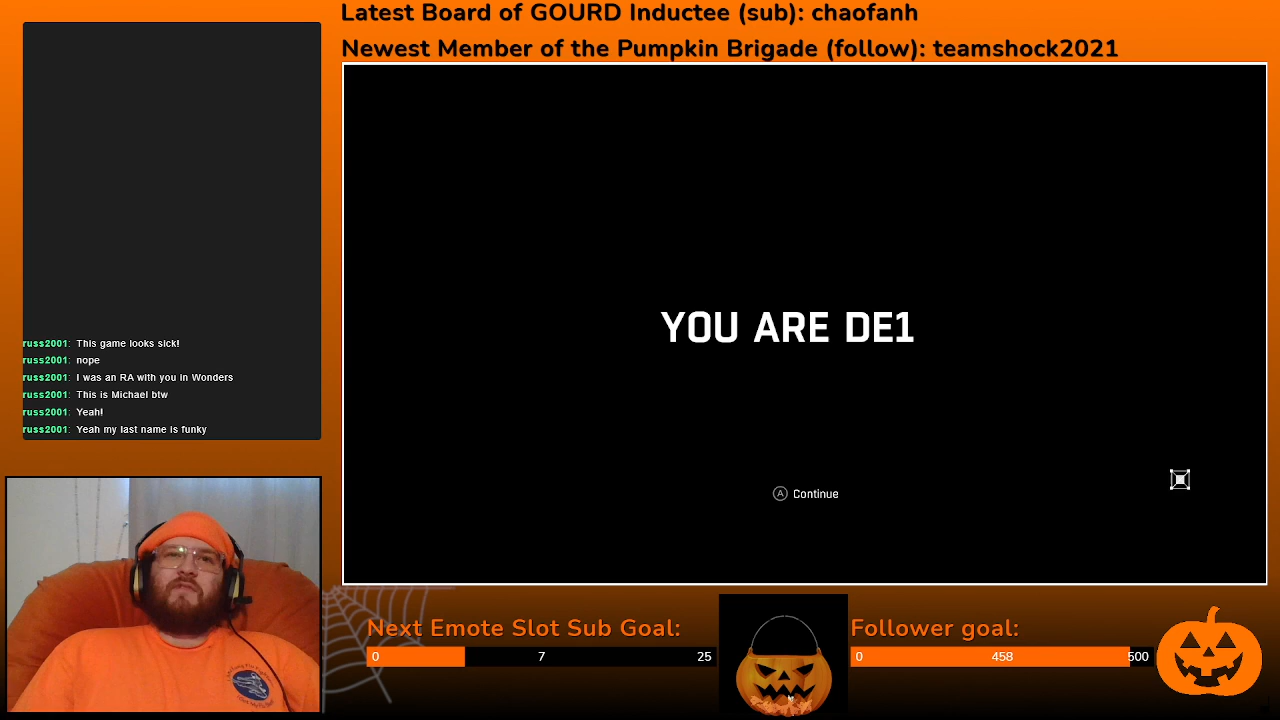 Latest Board of GOURD Inductee (sub): chaofanh
Newest Member of the Pumpkin Brigade (follow): teamshock2021
russ2001: This game looks sick!
russ2001: nope
russ2001: I was an RA with you in Wonders
russ2001: This is Michael btw
russ2001: Yeah!
russ2001: Yeah my last name is funky
YOU ARE DE1
A Continue
Next Emote Slot Sub Goal:
0 7 25
Follower goal:
0 458 500